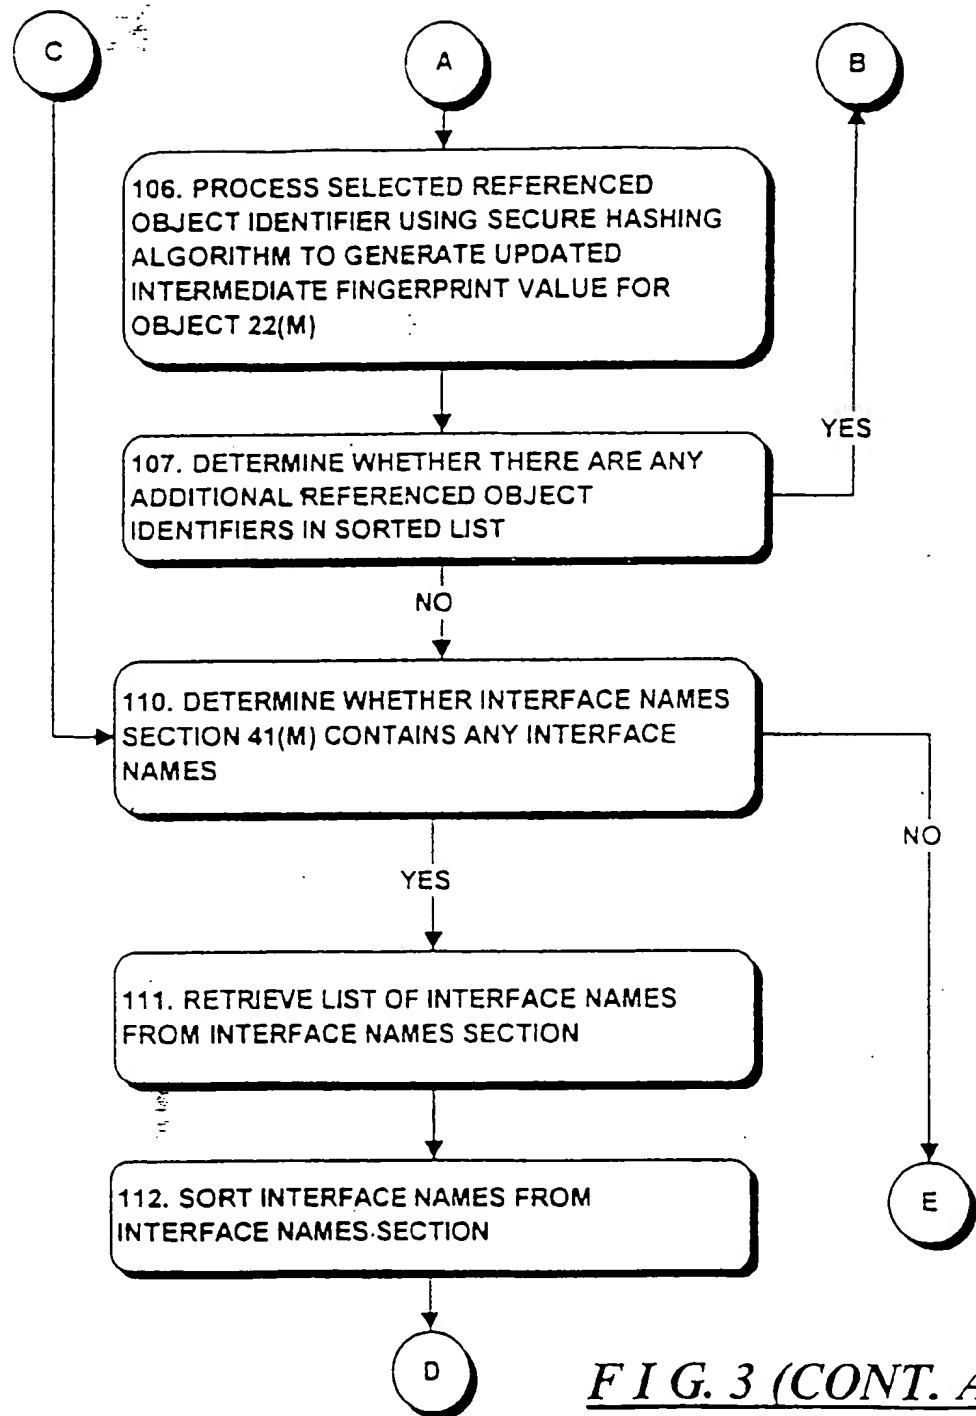 C
A
B
106. PROCESS SELECTED REFERENCED
OBJECT IDENTIFIER USING SECURE HASHING
ALGORITHM TO GENERATE UPDATED
INTERMEDIATE FINGERPRINT VALUE FOR
OBJECT 22(M)
YES
107. DETERMINE WHETHER THERE ARE ANY
ADDITIONAL REFERENCED OBJECT
IDENTIFIERS IN SORTED LIST
NO
110. DETERMINE WHETHER INTERFACE NAMES
SECTION 41(M) CONTAINS ANY INTERFACE
NAMES
NO
YES
111. RETRIEVE LIST OF INTERFACE NAMES
FROM INTERFACE NAMES SECTION
112. SORT INTERFACE NAMES FROM
INTERFACE NAMES SECTION
E
D
F I G. 3 (CONT. A